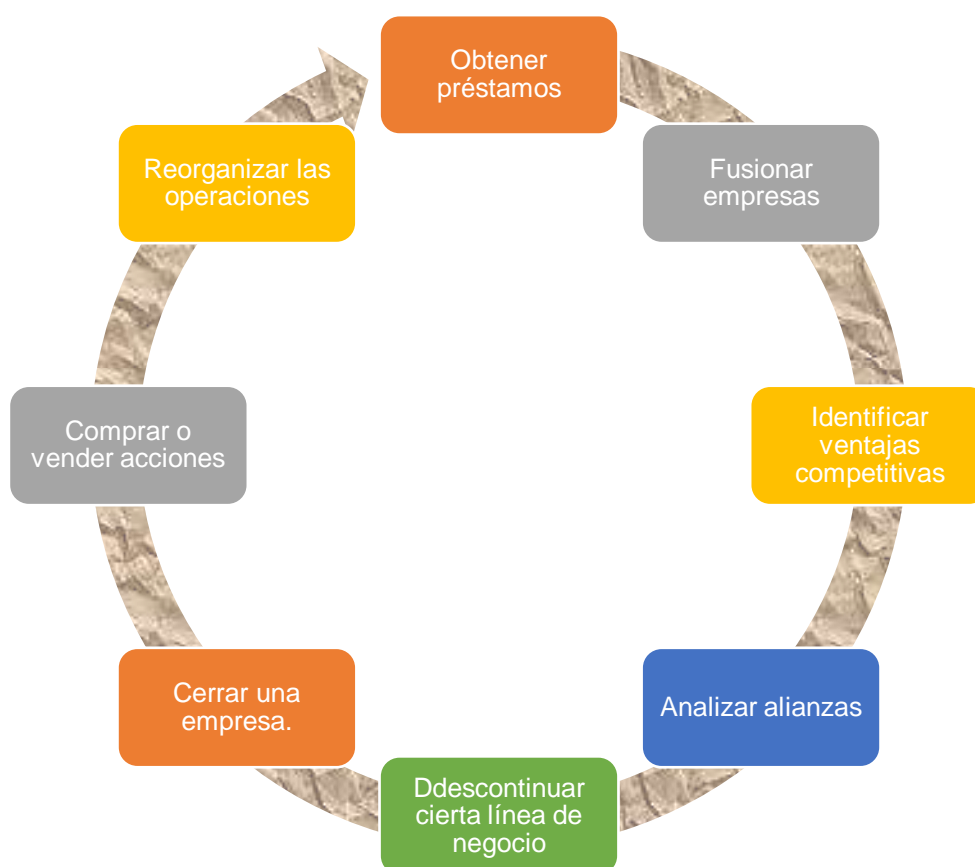 Obtener
préstamos
Fusionar
empresas
Identificar
ventajas
competitivas
Analizar alianzas
Ddescontinuar
cierta línea de
negocio
Cerrar una
empresa.
Comprar o
vender acciones
Reorganizar las
operaciones